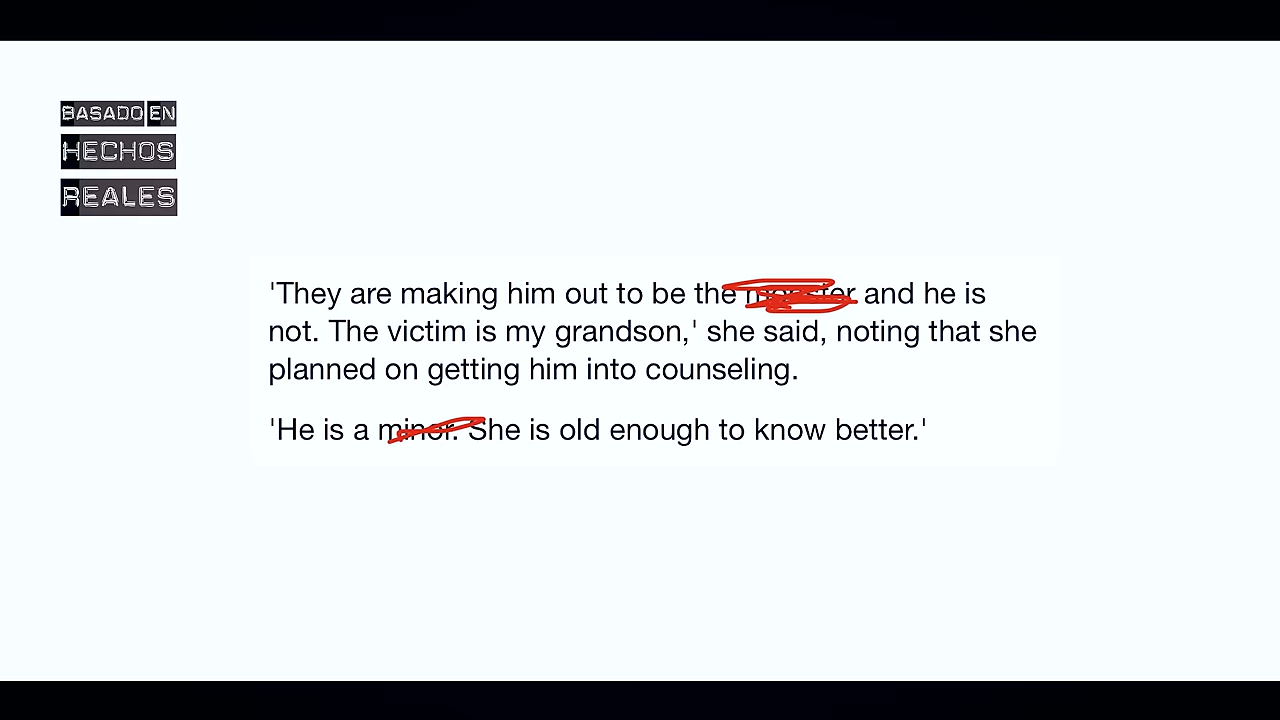 BASADO EN
HECHOS
REALES
'They are making him out to be the monster and he is
not. The victim is my grandson,' she said, noting that she
planned on getting him into counseling.
'He is a minor. She is old enough to know better.'